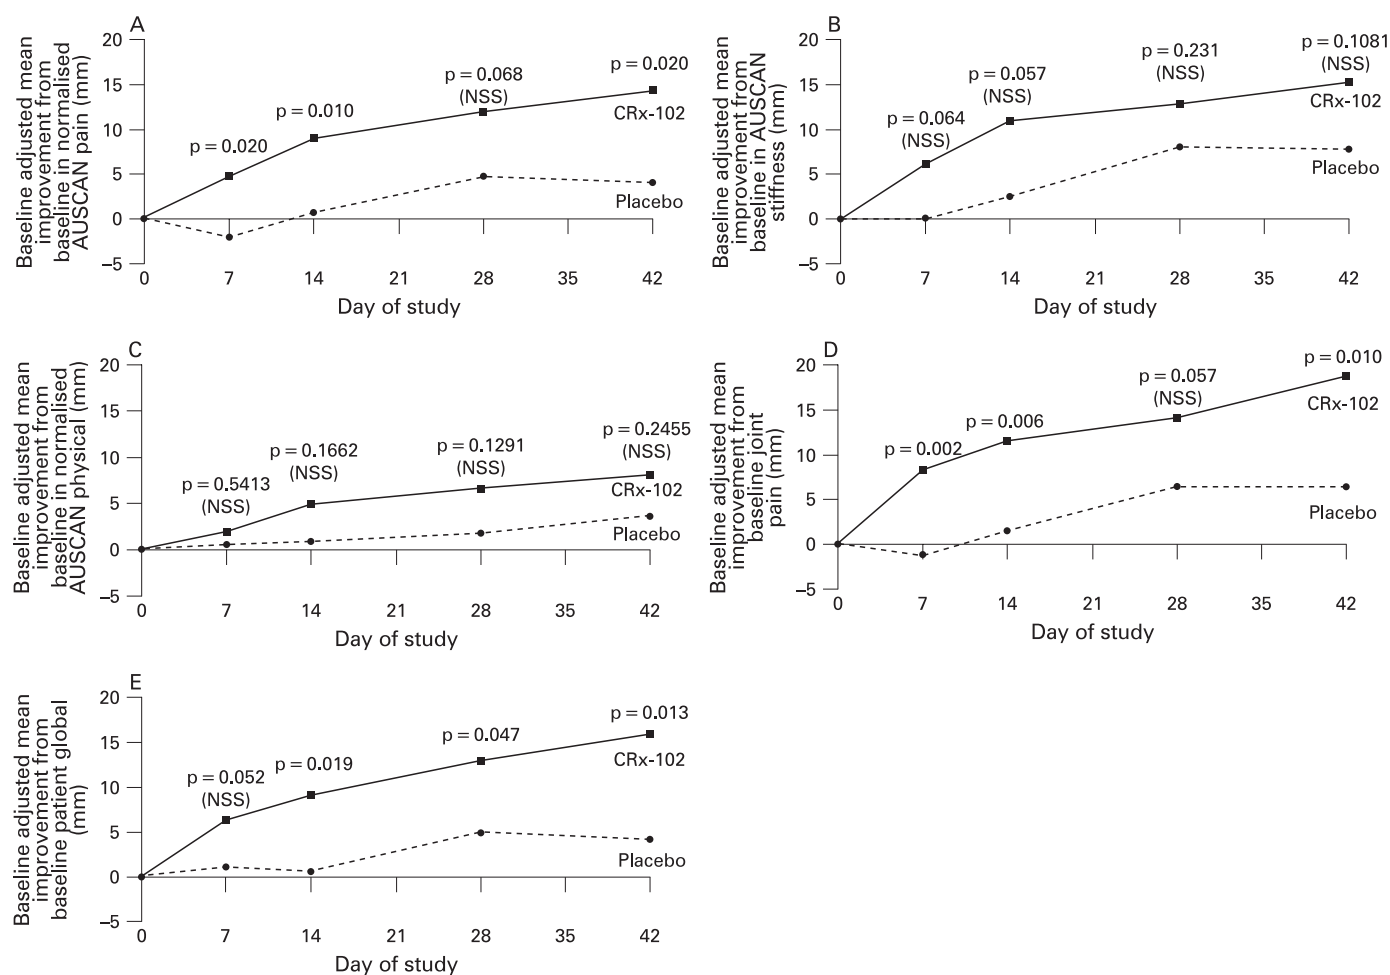 A
Baseline adjusted mean
improvement from
baseline in normalised
AUSCAN pain (mm)
20
15
10
5
0
–5
p = 0.020
p = 0.010
p = 0.068
(NSS)
p = 0.020
CRx-102
Placebo
0 7 14 21 28 35 42
Day of study
B
Baseline adjusted mean
improvement from
baseline in AUSCAN
stiffness (mm)
20
15
10
5
0
–5
p = 0.064
(NSS)
p = 0.057
(NSS)
p = 0.231
(NSS)
p = 0.1081
(NSS)
CRx-102
Placebo
0 7 14 21 28 35 42
Day of study
C
Baseline adjusted mean
improvement from
baseline in normalised
AUSCAN physical (mm)
20
15
10
5
0
–5
p = 0.5413
(NSS)
p = 0.1662
(NSS)
p = 0.1291
(NSS)
p = 0.2455
(NSS)
CRx-102
Placebo
0 7 14 21 28 35 42
Day of study
D
Baseline adjusted mean
improvement from
baseline joint
pain (mm)
20
15
10
5
0
–5
p = 0.002
p = 0.006
p = 0.057
(NSS)
p = 0.010
CRx-102
Placebo
0 7 14 21 28 35 42
Day of study
E
Baseline adjusted mean
improvement from
baseline patient global
(mm)
20
15
10
5
0
–5
p = 0.052
(NSS)
p = 0.019
p = 0.047
p = 0.013
CRx-102
Placebo
0 7 14 21 28 35 42
Day of study